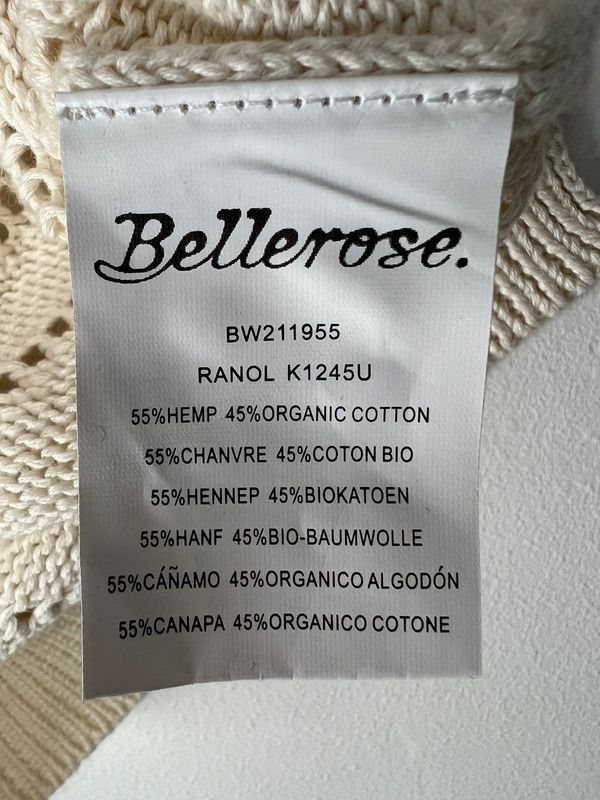 Bellerose.
BW211955
RANOL K1245U
55%HEMP 45%ORGANIC COTTON
55%CHANVRE 45%COTON BIO
55%HENNEP 45%BIOKATOEN
55%HANF 45%BIO-BAUMWOLLE
55%CÁÑAMO 45%ORGANICO ALGODÓN
55%CANAPA 45%ORGANICO COTONE